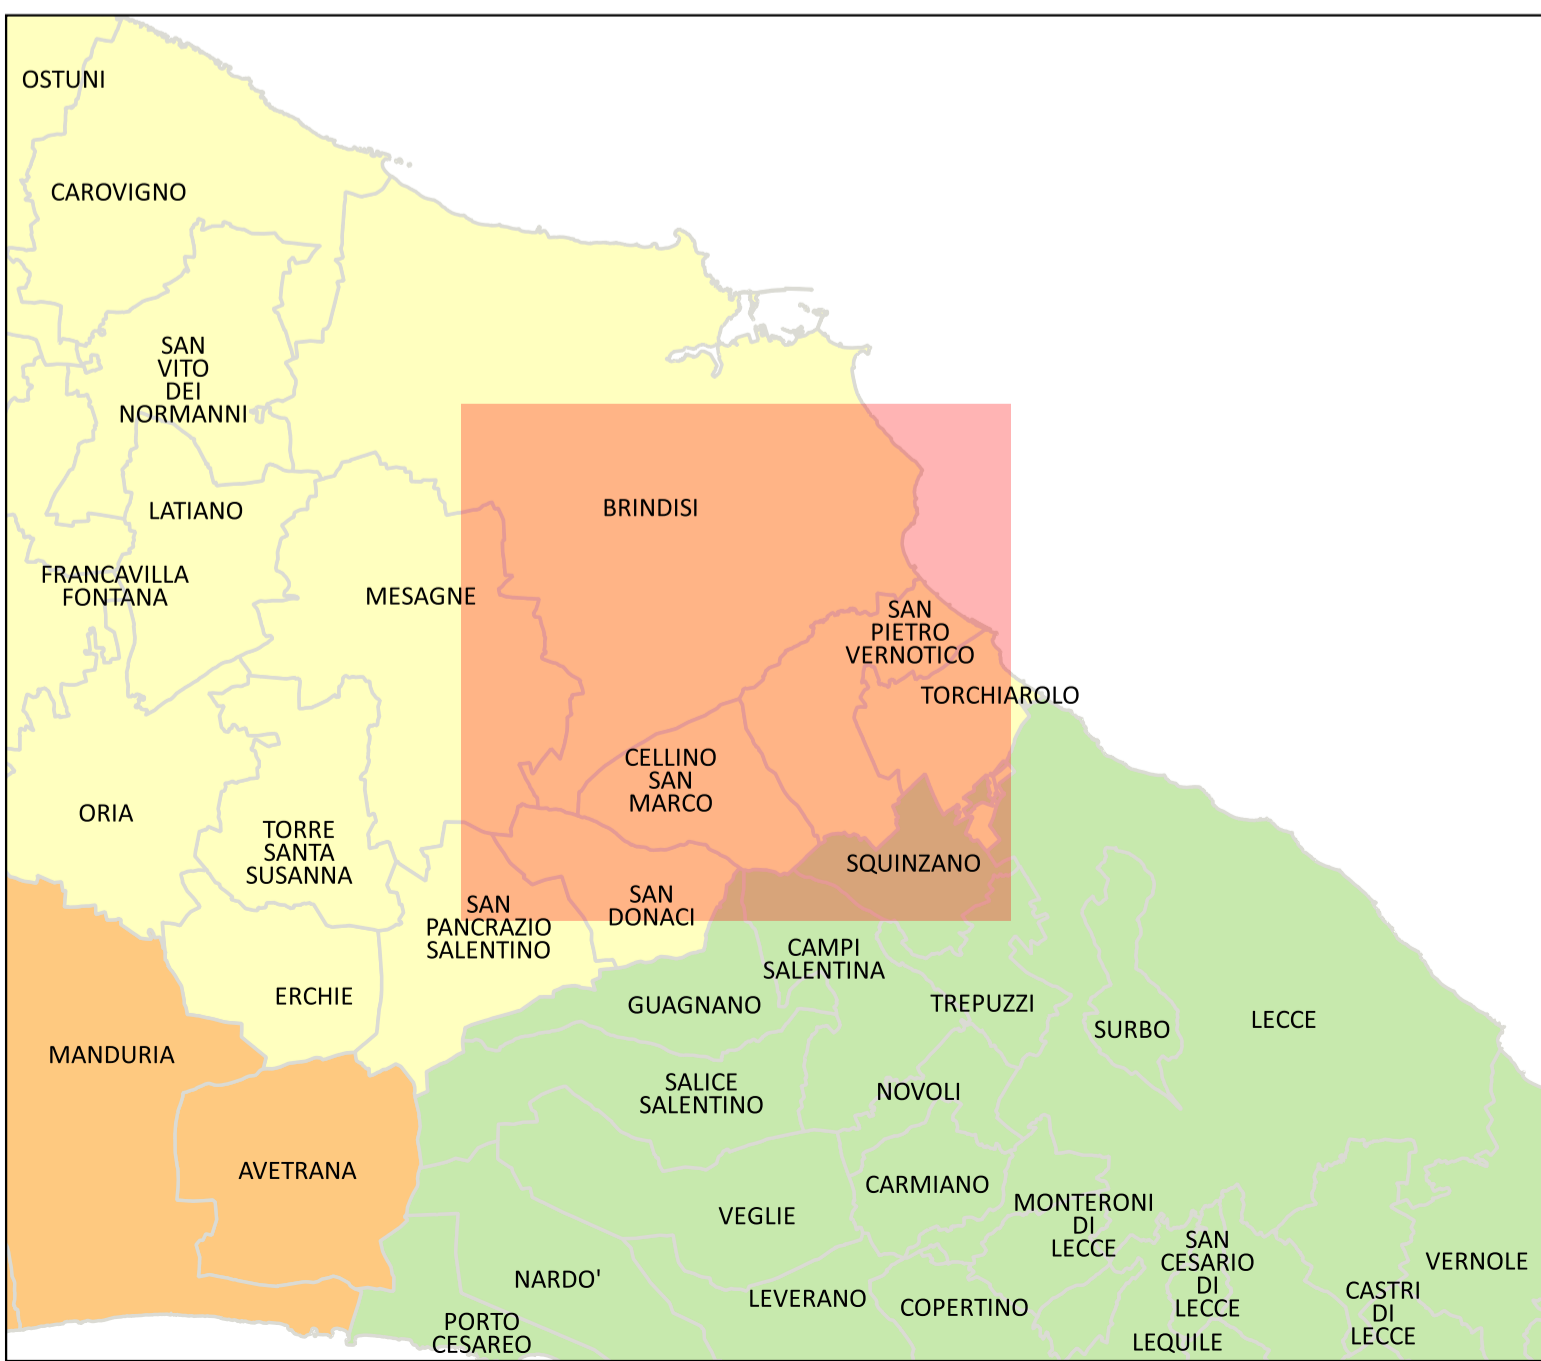 OSTUNI
CAROVIGNO
SAN
VITO
DEI
NORMANNI
LATIANO
BRINDISI
FRANCAVILLA
FONTANA
MESAGNE
SAN
PIETRO
VERNOTICO
TORCHIAROLO
CELLINO
SAN
MARCO
ORIA
TORRE
SANTA
SUSANNA
SQUINZANO
SAN
DONACI
SAN
PANCRAZIO
SALENTINO
CAMPI
SALENTINA
ERCHIE
GUAGNANO
TREPUZZI
SURBO
LECCE
MANDURIA
SALICE
SALENTINO
NOVOLI
AVETRANA
CARMIANO
VEGLIE
MONTERONI
DI
LECCE
SAN
CESARIO
DI
LECCE
VERNOLE
NARDO'
LEVERANO
COPERTINO
CASTRI
DI
LECCE
PORTO
CESAREO
LEQUILE